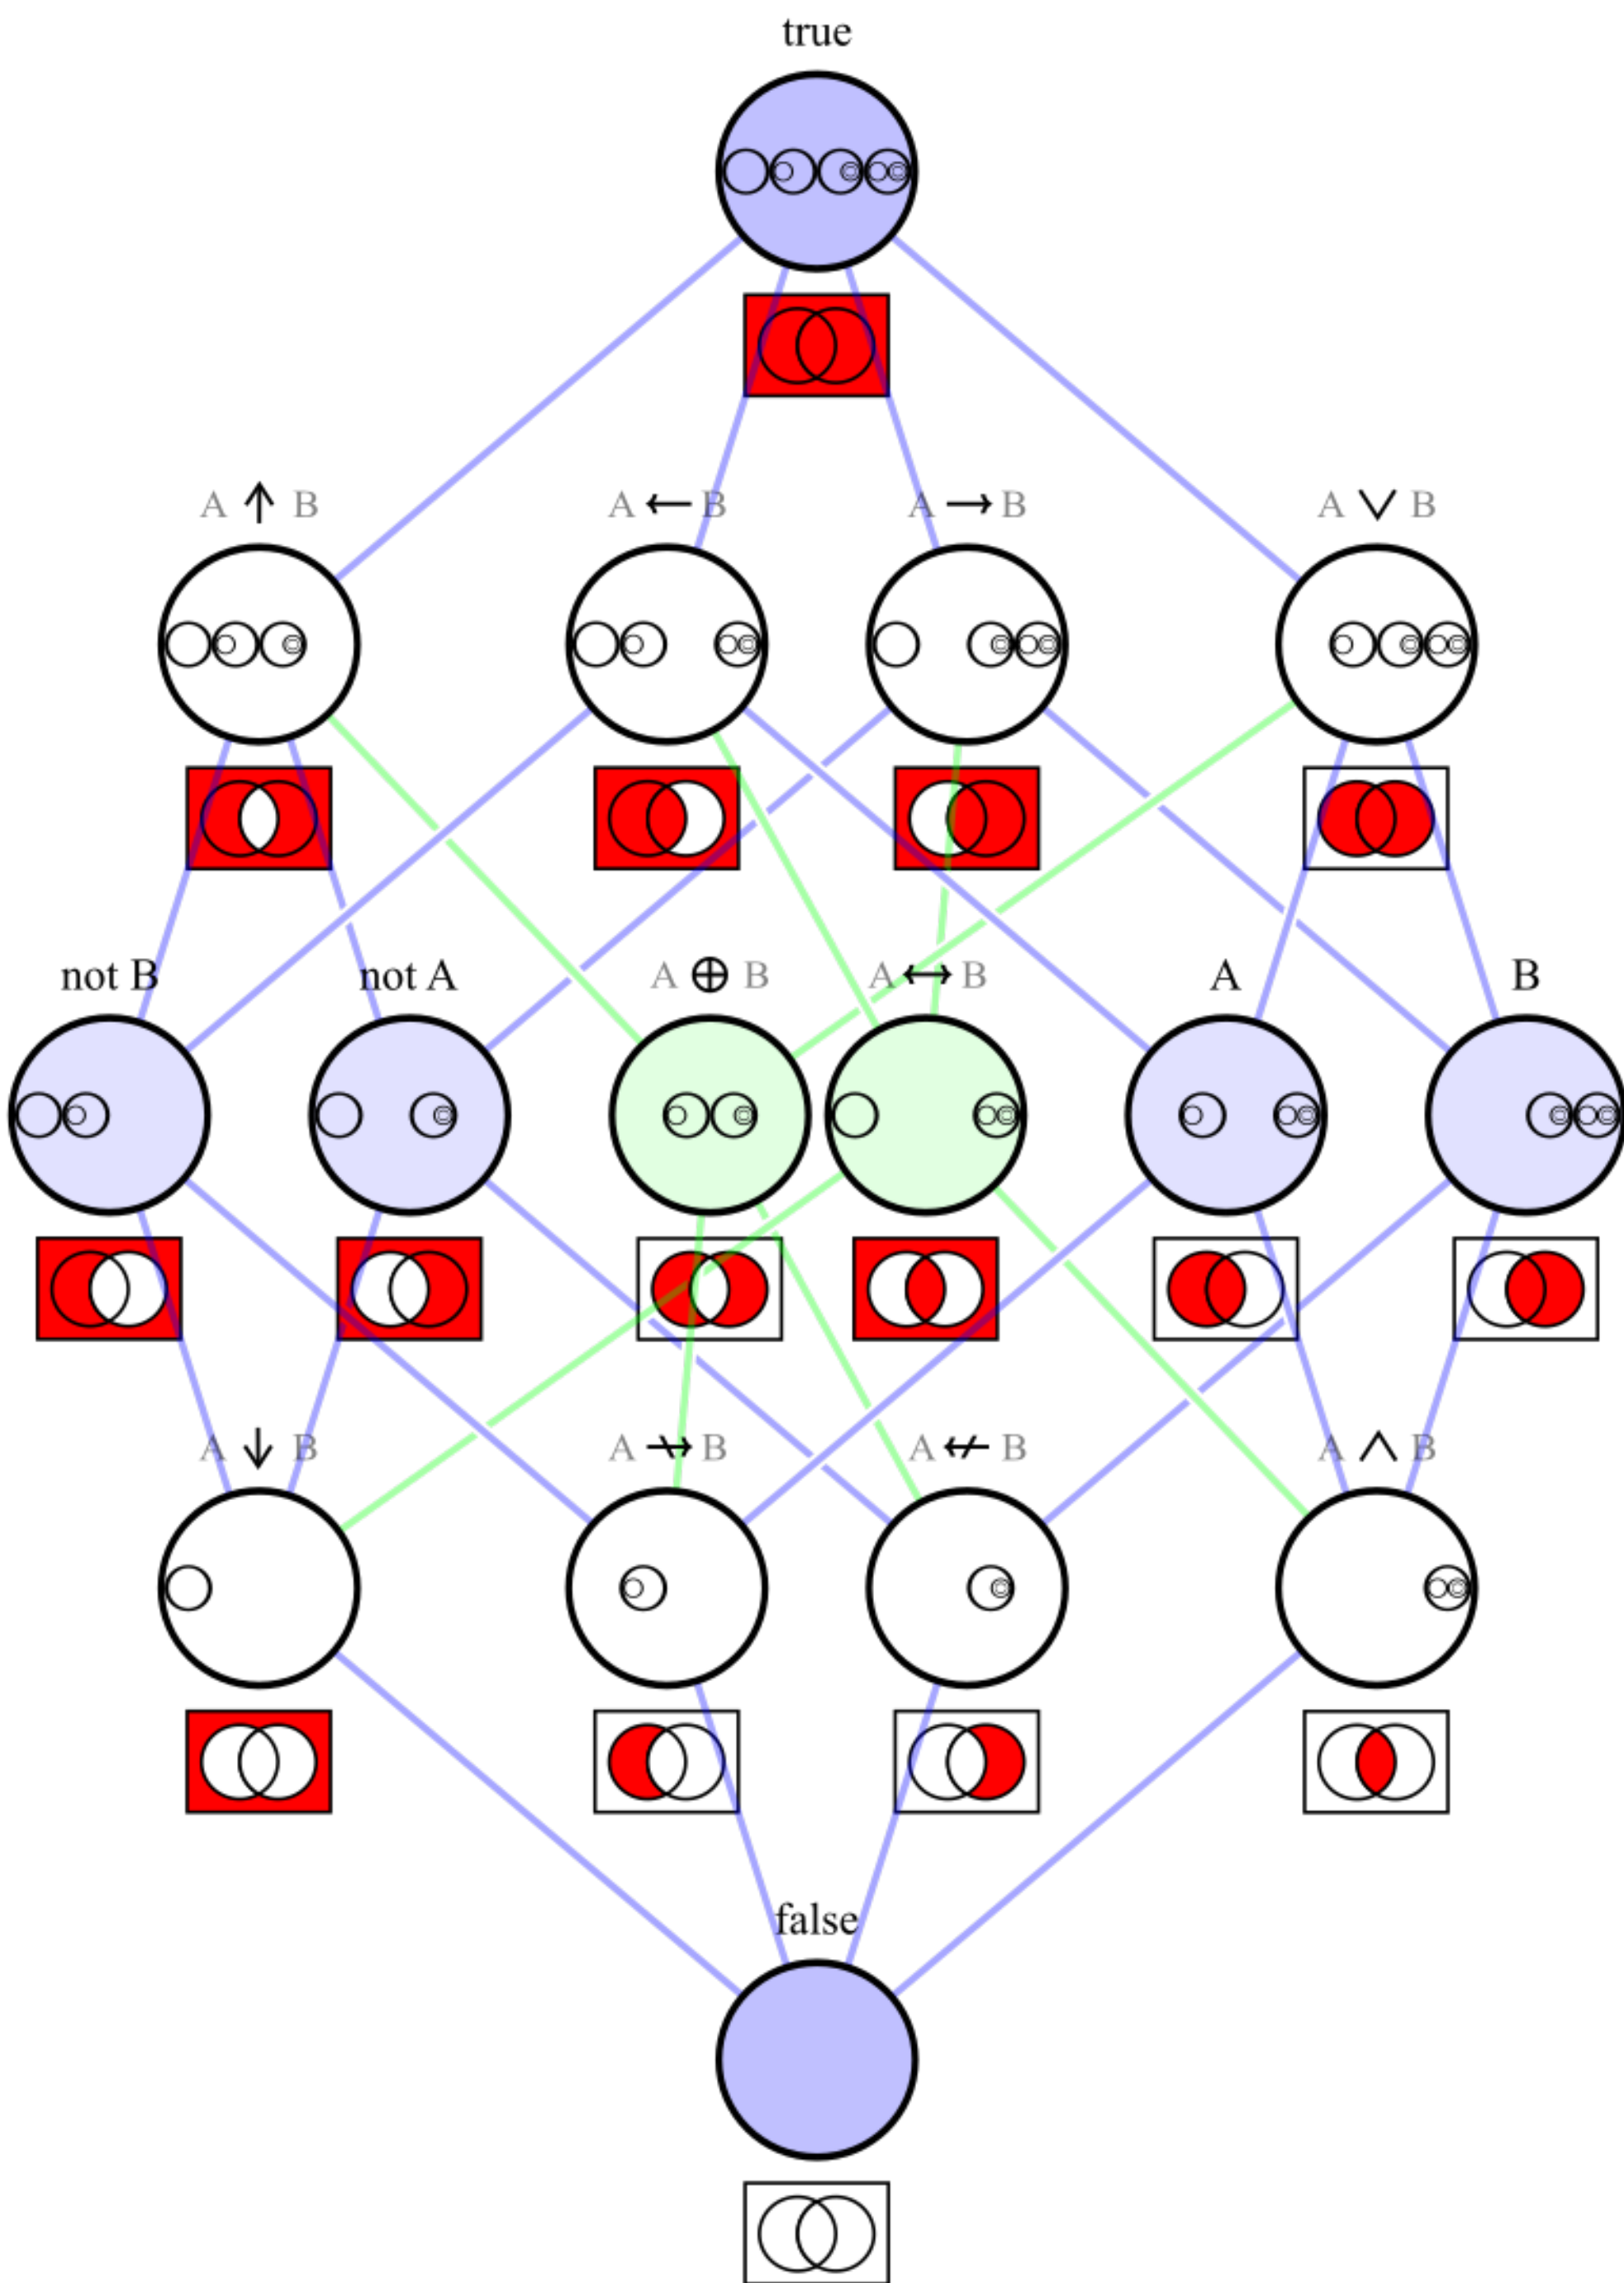 true
A ↑ B
A ← B
A → B
A ∨ B
not B
not A
A ⊕ B
A ↔ B
A
B
A ↓ B
A ↛ B
A ↚ B
A ∧ B
false